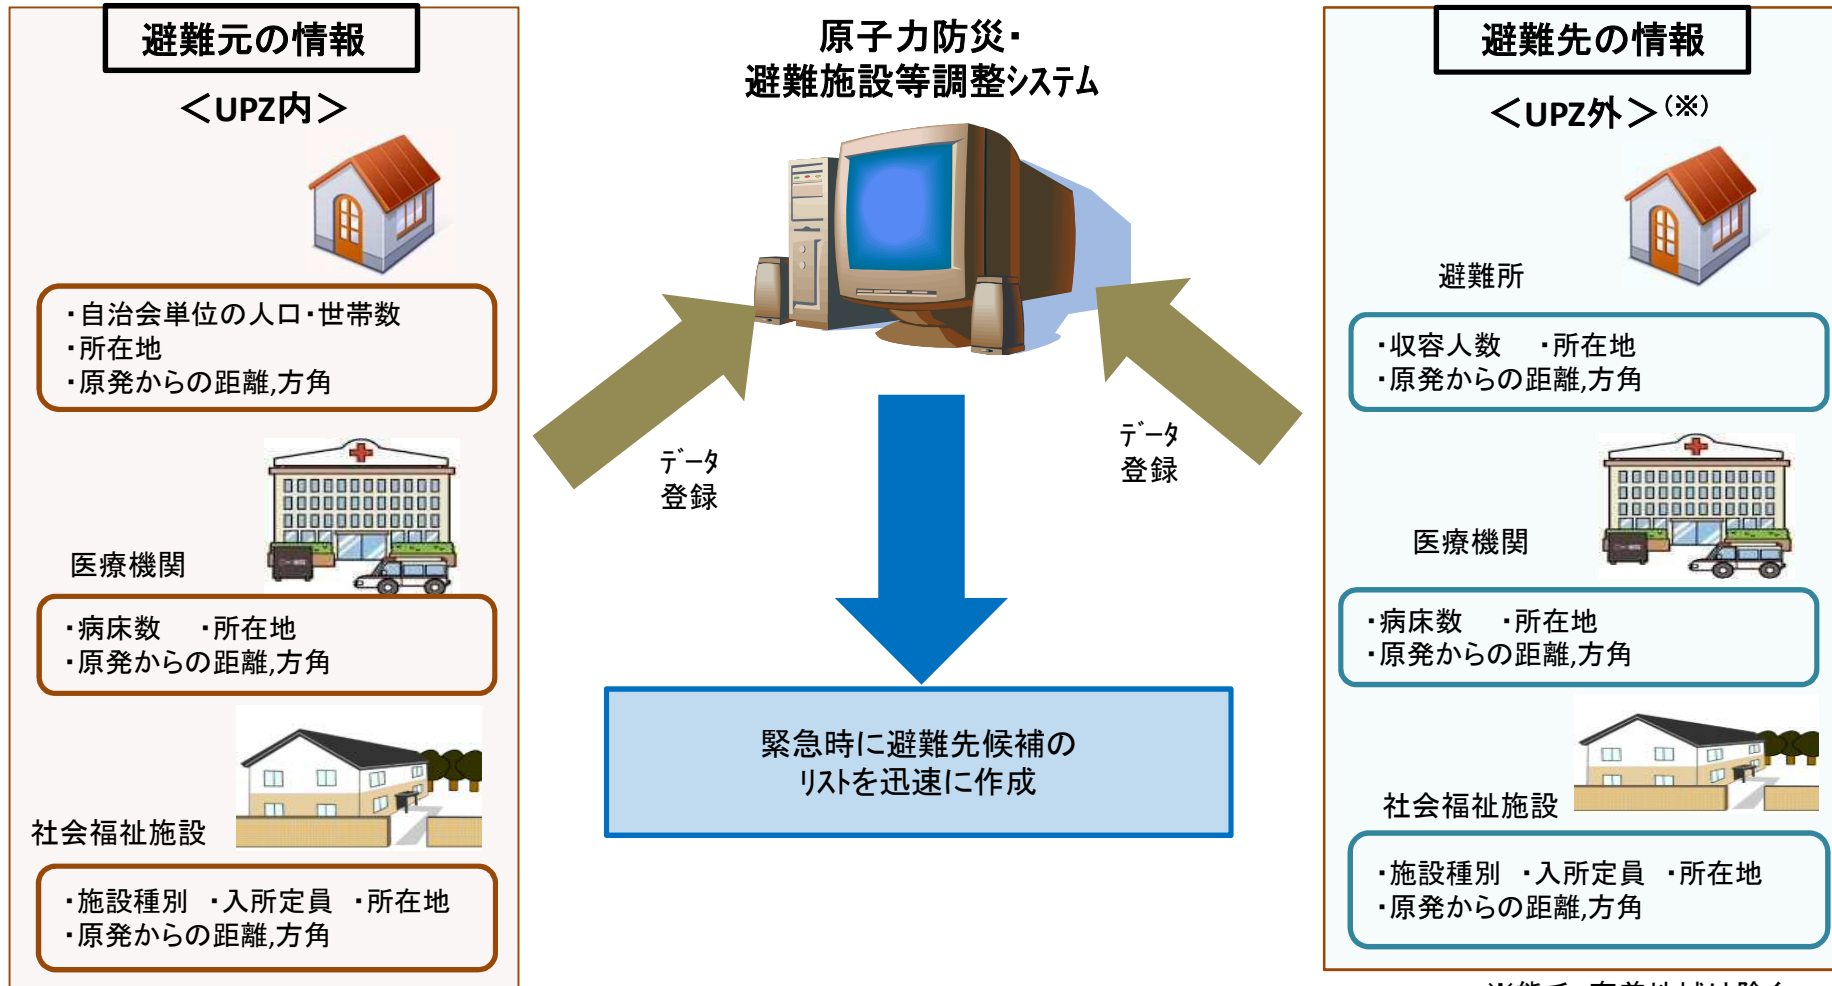 避難元の情報
＜UPZ内＞
・自治会単位の人口・世帯数
・所在地
・原発からの距離,方角
医療機関
・病床数　・所在地
・原発からの距離,方角
社会福祉施設
・施設種別　・入所定員　・所在地
・原発からの距離,方角
原子力防災・
避難施設等調整ｼｽﾃﾑ
ﾃﾞｰﾀ
登録
ﾃﾞｰﾀ
登録
緊急時に避難先候補の
ﾘｽﾄを迅速に作成
避難先の情報
＜UPZ外＞(※)
避難所
・収容人数　・所在地
・原発からの距離,方角
医療機関
・病床数　・所在地
・原発からの距離,方角
社会福祉施設
・施設種別　・入所定員　・所在地
・原発からの距離,方角